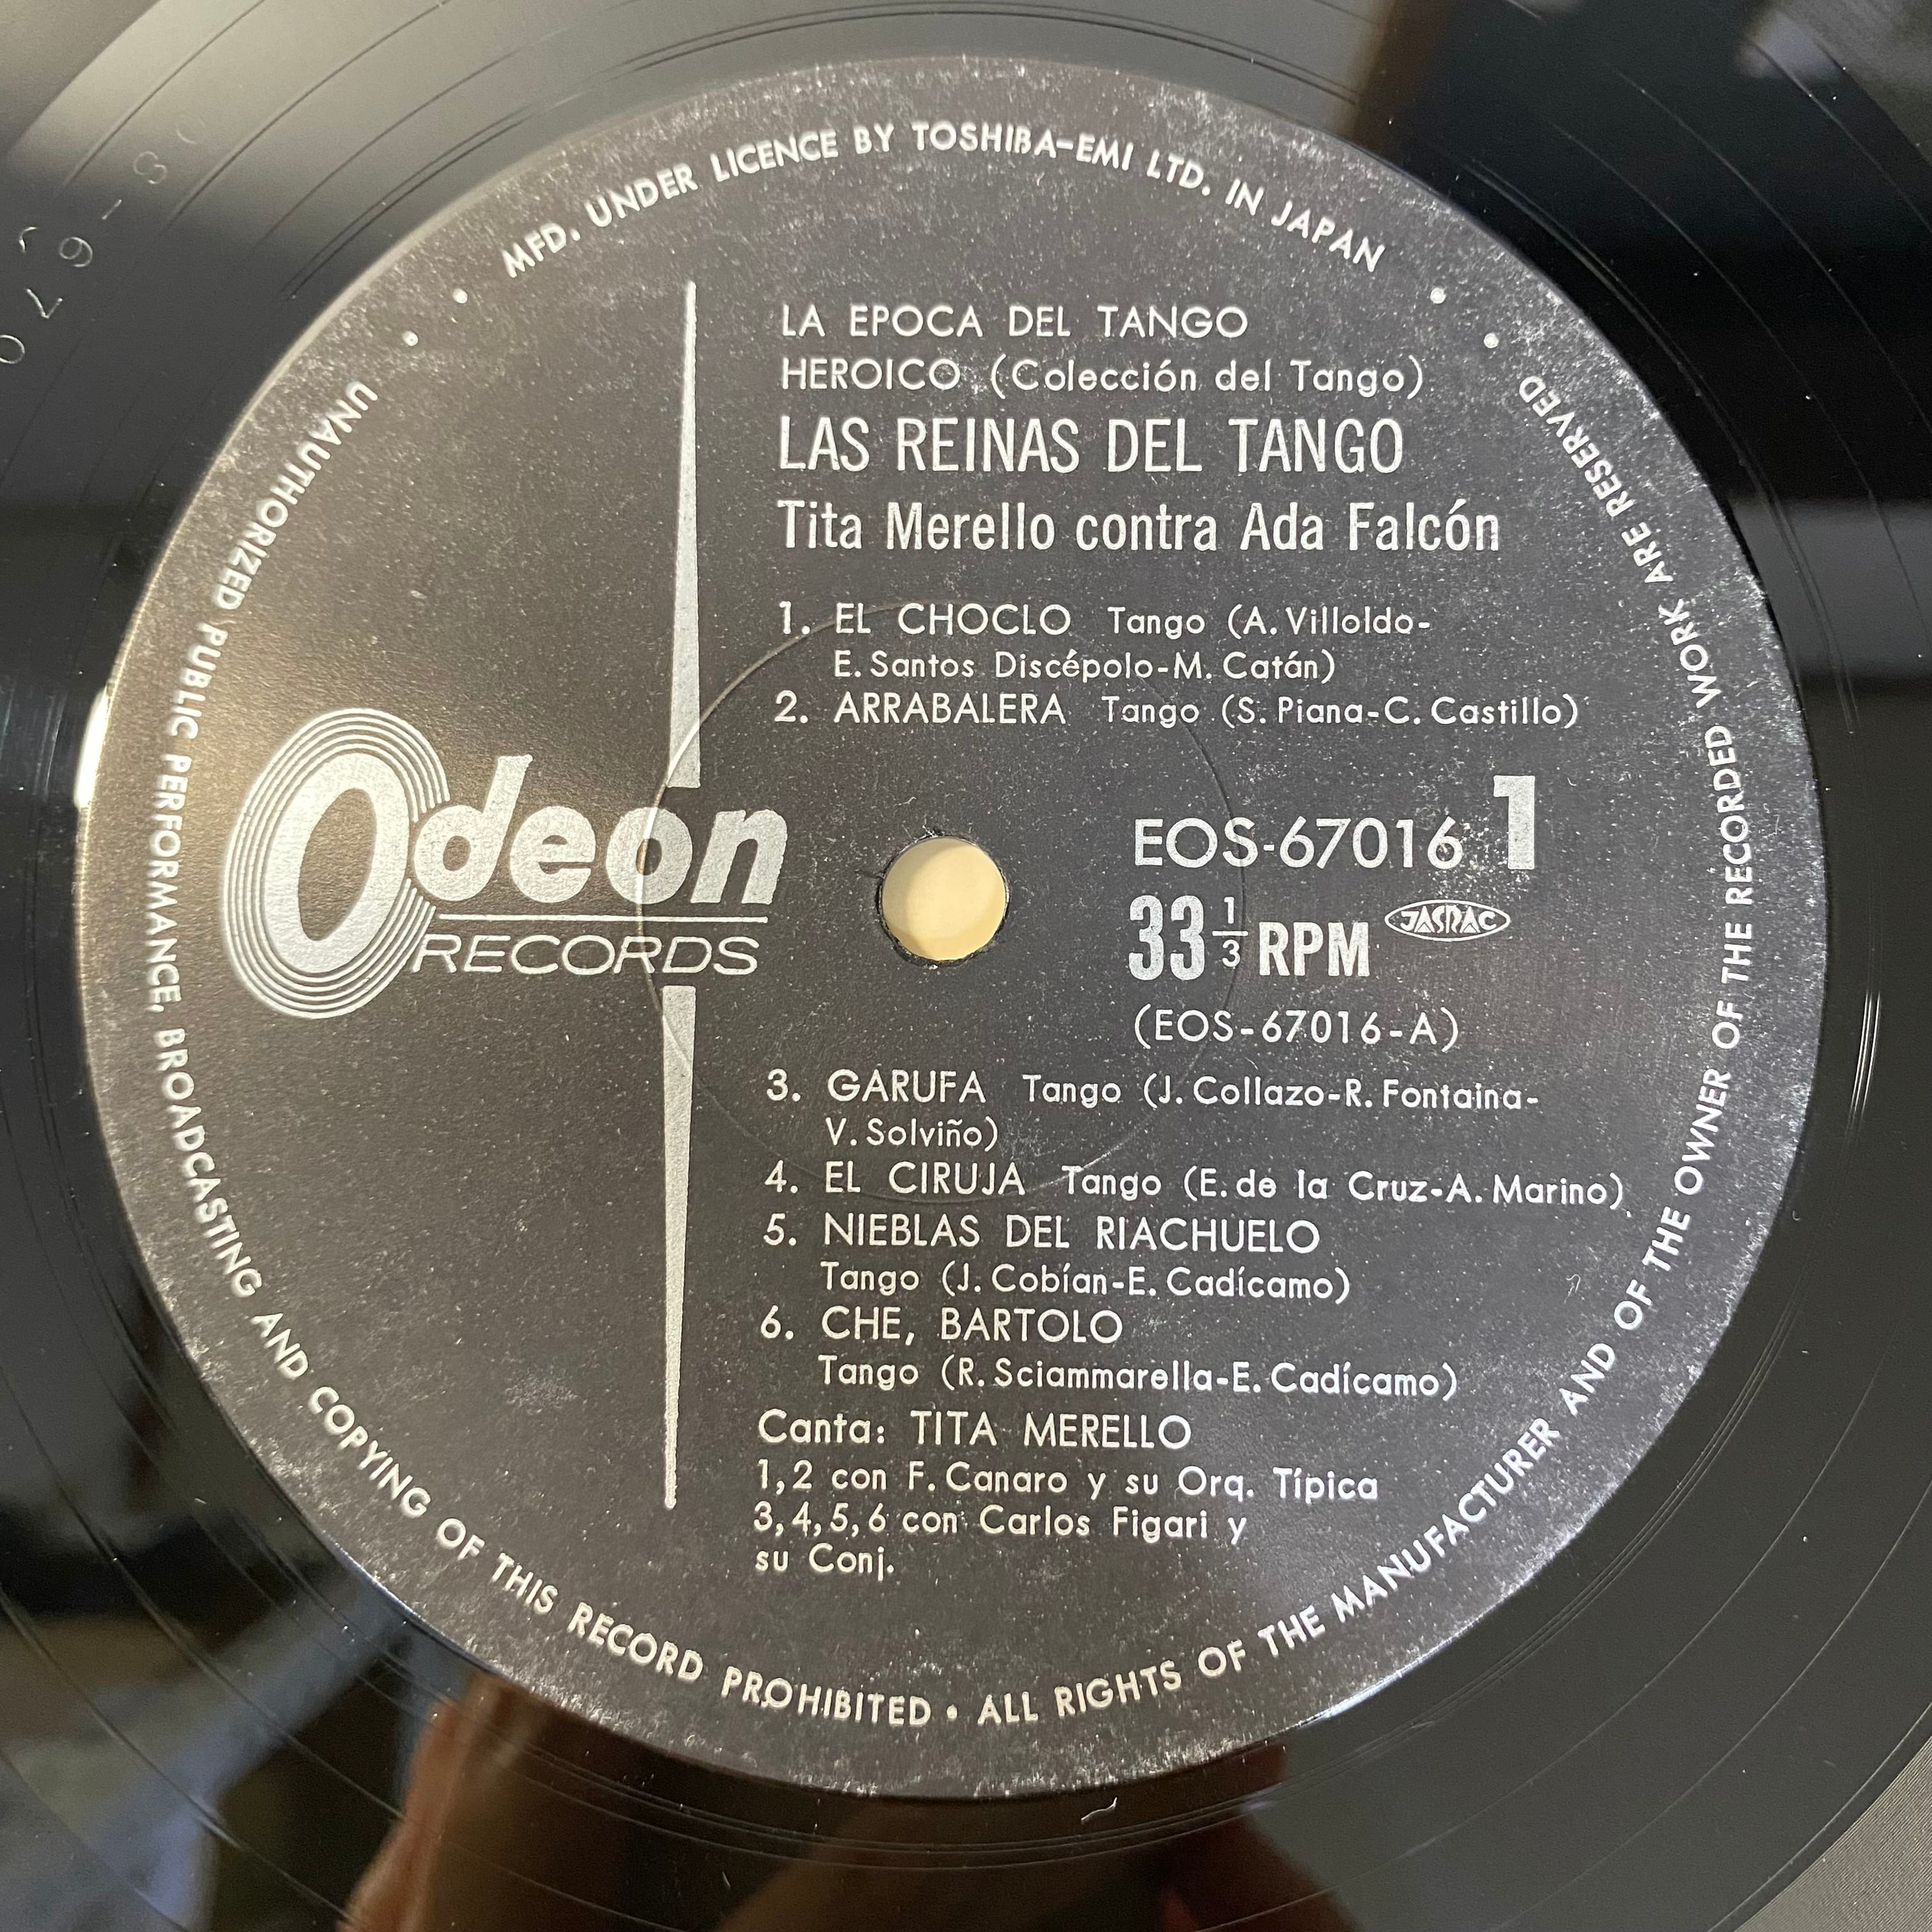 MFD. UNDER LICENCE BY TOSHIBA-EMI LTD. IN JAPAN
LA EPOCA DEL TANGO
HEROICO (Colección del Tango)
LAS REINAS DEL TANGO
Tita Merello contra Ada Falcón
1. EL CHOCLO Tango (A. Villoldo-
E. Santos Discépolo-M. Catán)
2. ARRABALERA Tango (S. Piana-C. Castillo)
Odeon
RECORDS
EOS-67016 1
33 1/3 RPM JASRAC
(EOS-67016-A)
3. GARUFA Tango (J. Collazo-R. Fontaina-
V. Solviño)
4. EL CIRUJA Tango (E. de la Cruz-A. Marino)
5. NIEBLAS DEL RIACHUELO
Tango (J. Cobían-E. Cadícamo)
6. CHE, BARTOLO
Tango (R. Sciammarella-E. Cadícamo)
Canta: TITA MERELLO
1, 2 con F. Canaro y su Orq. Típica
3, 4, 5, 6 con Carlos Figari y
su Conj.
UNAUTHORIZED PUBLIC PERFORMANCE, BROADCASTING AND COPYING OF THIS RECORD PROHIBITED • ALL RIGHTS OF THE MANUFACTURER AND OF THE OWNER OF THE RECORDED WORK ARE RESERVED